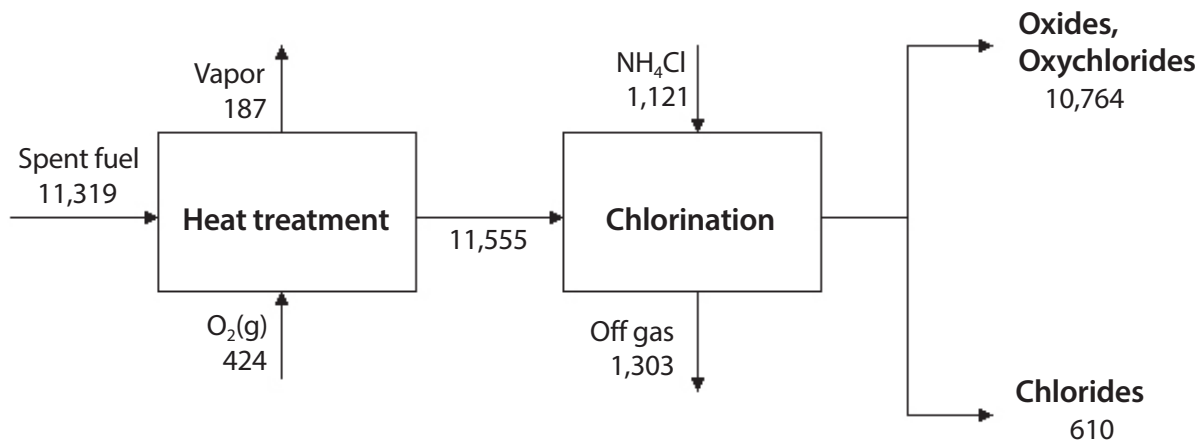 Oxides,
Oxychlorides
10,764
Vapor
187
NH₄Cl
1,121
Spent fuel
11,319
Heat treatment
11,555
Chlorination
O₂(g)
424
Off gas
1,303
Chlorides
610